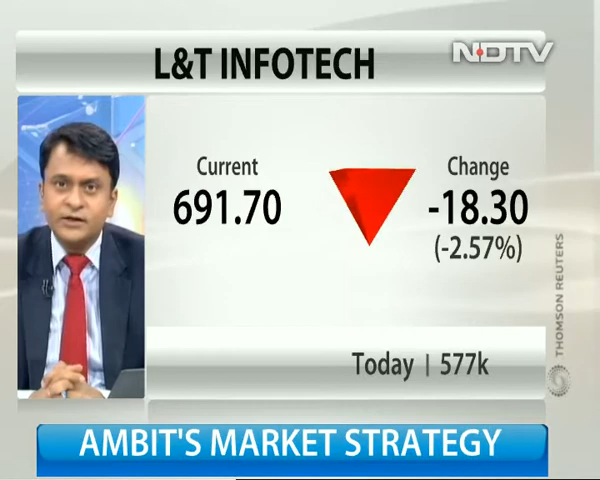 NDTV
L&T INFOTECH
Current
691.70
Change
-18.30
(-2.57%)
THOMSON REUTERS
Today | 577k
AMBIT'S MARKET STRATEGY